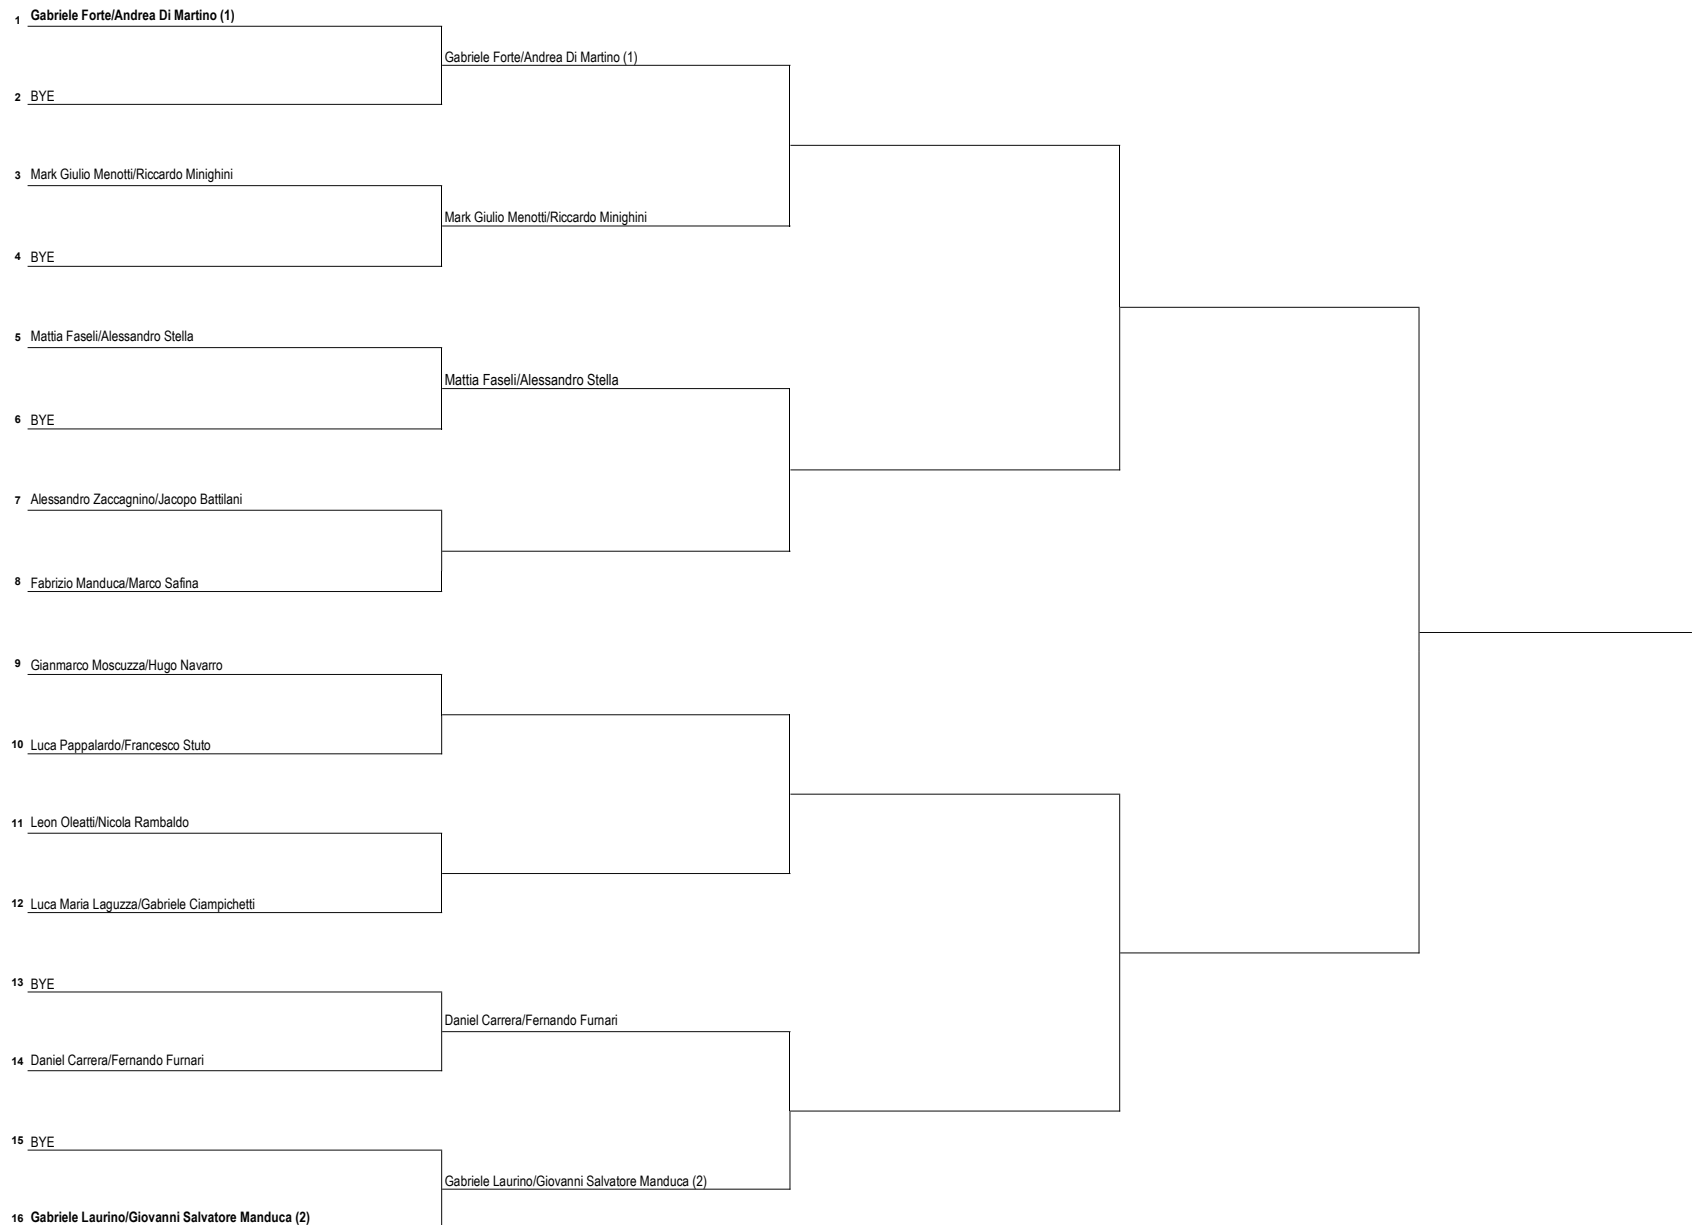 1 Gabriele Forte/Andrea Di Martino (1)
Gabriele Forte/Andrea Di Martino (1)
2 BYE
3 Mark Giulio Menotti/Riccardo Minighini
Mark Giulio Menotti/Riccardo Minighini
4 BYE
5 Mattia Faseli/Alessandro Stella
Mattia Faseli/Alessandro Stella
6 BYE
7 Alessandro Zaccagnino/Jacopo Battilani
8 Fabrizio Manduca/Marco Safina
9 Gianmarco Moscuzza/Hugo Navarro
10 Luca Pappalardo/Francesco Stuto
11 Leon Oleatti/Nicola Rambaldo
12 Luca Maria Laguzza/Gabriele Ciampichetti
13 BYE
Daniel Carrera/Fernando Furnari
14 Daniel Carrera/Fernando Furnari
15 BYE
Gabriele Laurino/Giovanni Salvatore Manduca (2)
16 Gabriele Laurino/Giovanni Salvatore Manduca (2)